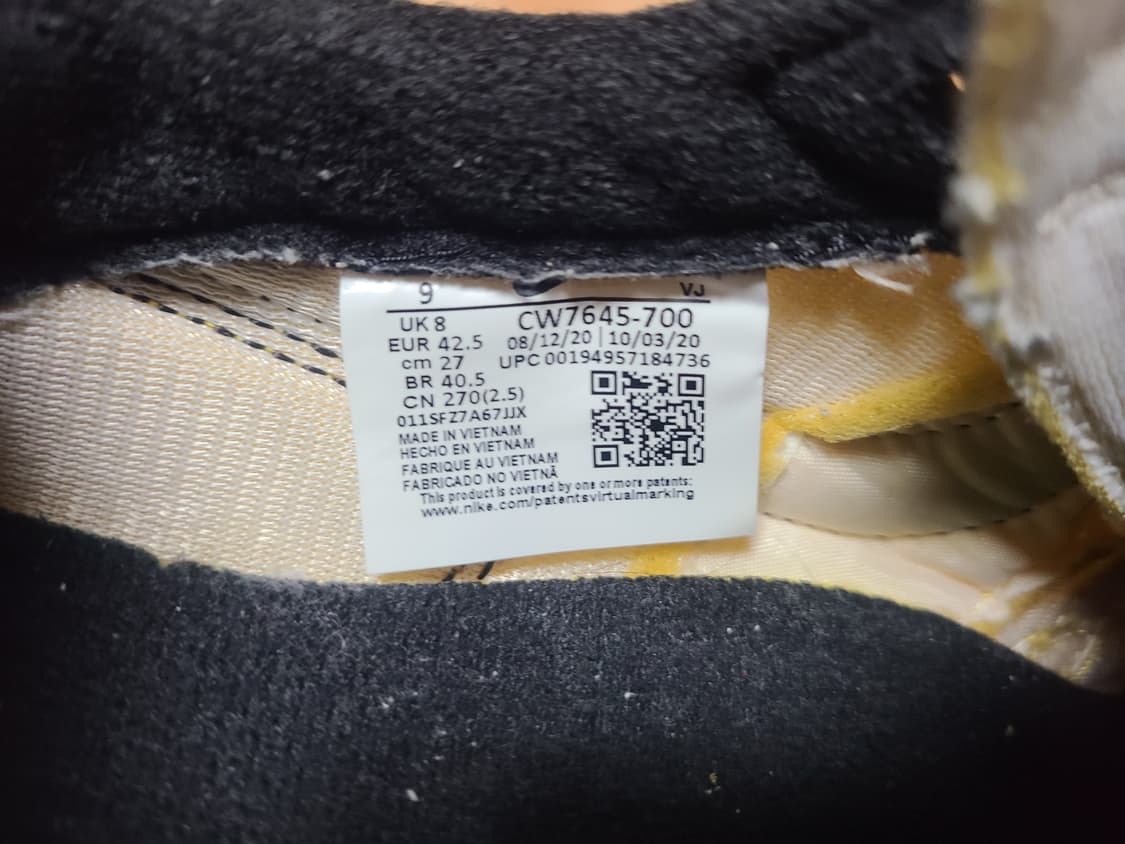 9 VJ
UK 8 CW7645-700
EUR 42.5 08/12/20 | 10/03/20
cm 27 UPC 00194957184736
BR 40.5
CN 270(2.5)
011SFZ7A67JJX
MADE IN VIETNAM
HECHO EN VIETNAM
FABRIQUE AU VIETNAM
FABRICADO NO VIETNÃ
This product is covered by one or more patents:
www.nike.com/patentsvirtualmarking